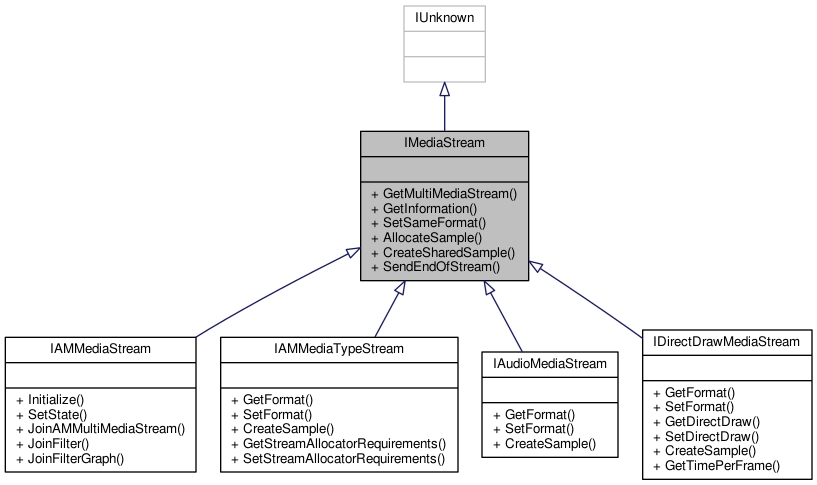 IUnknown
IMediaStream
+ GetMultiMediaStream()
+ GetInformation()
+ SetSameFormat()
+ AllocateSample()
+ CreateSharedSample()
+ SendEndOfStream()
IAMMediaStream
+ Initialize()
+ SetState()
+ JoinAMMultiMediaStream()
+ JoinFilter()
+ JoinFilterGraph()
IAMMediaTypeStream
+ GetFormat()
+ SetFormat()
+ CreateSample()
+ GetStreamAllocatorRequirements()
+ SetStreamAllocatorRequirements()
IAudioMediaStream
+ GetFormat()
+ SetFormat()
+ CreateSample()
IDirectDrawMediaStream
+ GetFormat()
+ SetFormat()
+ GetDirectDraw()
+ SetDirectDraw()
+ CreateSample()
+ GetTimePerFrame()